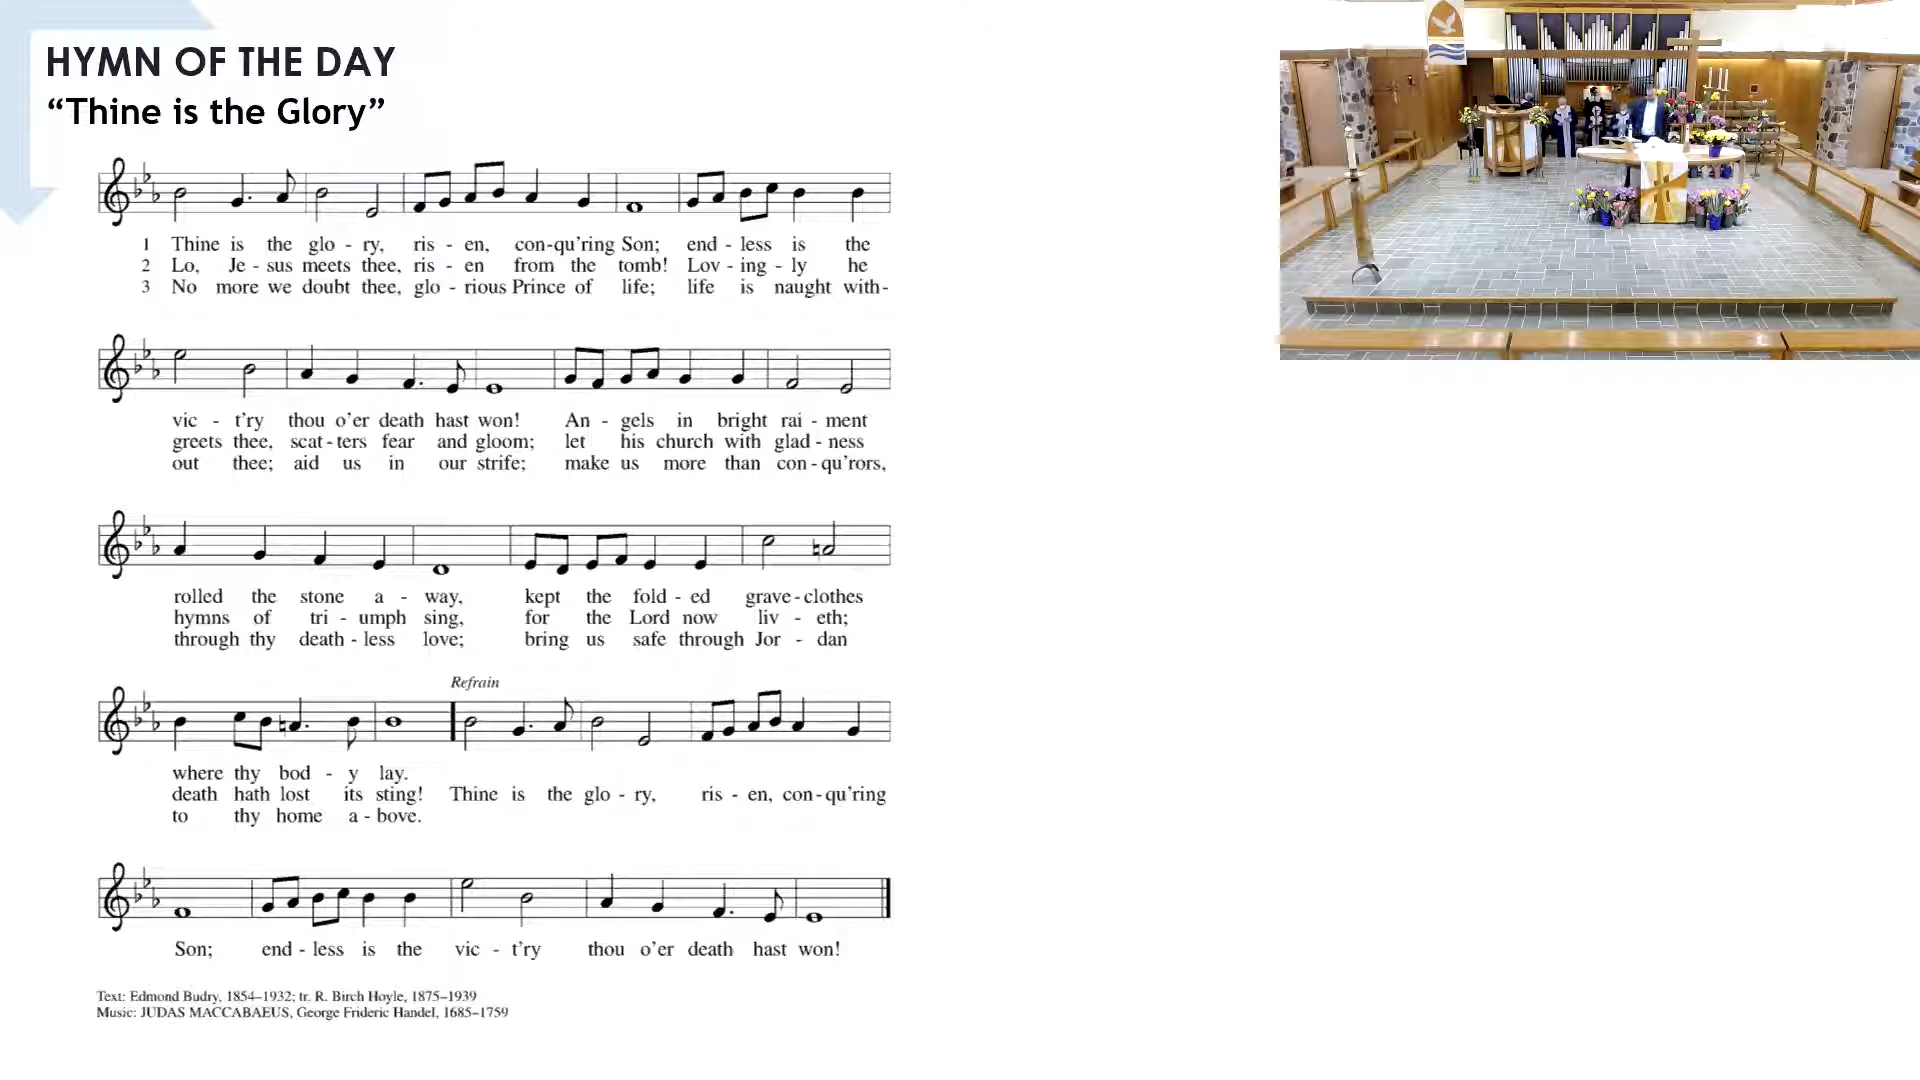 HYMN OF THE DAY
“Thine is the Glory”
1 Thine is the glo - ry, ris - en, con-qu’ring Son; end - less is the
2 Lo, Je - sus meets thee, ris - en from the tomb! Lov - ing - ly he
3 No more we doubt thee, glo - rious Prince of life; life is naught with-
vic - t’ry thou o’er death hast won! An - gels in bright rai - ment
greets thee, scat - ters fear and gloom; let his church with glad - ness
out thee; aid us in our strife; make us more than con - qu’rors,
rolled the stone a - way, kept the fold - ed grave - clothes
hymns of tri - umph sing, for the Lord now liv - eth;
through thy death - less love; bring us safe through Jor - dan
Refrain
where thy bod - y lay.
death hath lost its sting! Thine is the glo - ry, ris - en, con - qu’ring
to thy home a - bove.
Son; end - less is the vic - t’ry thou o’er death hast won!
Text: Edmond Budry, 1854–1932; tr. R. Birch Hoyle, 1875–1939
Music: JUDAS MACCABAEUS, George Frideric Handel, 1685–1759